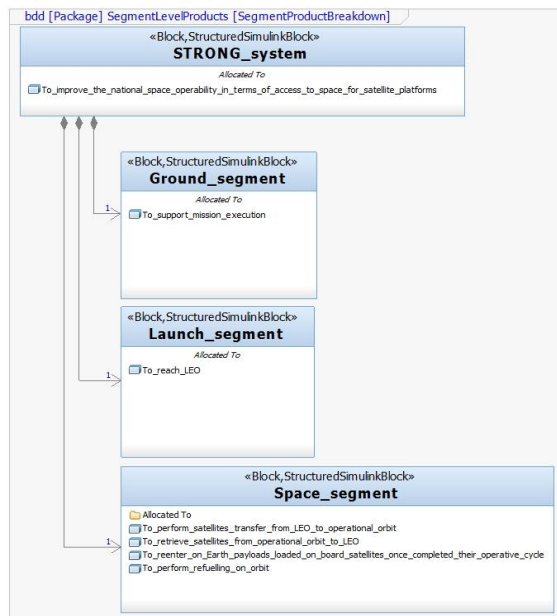 bdd [Package] SegmentLevelProducts [SegmentProductBreakdown]
«Block,StructuredSimulinkBlock»
STRONG_system
Allocated To
To_improve_the_national_space_operability_in_terms_of_access_to_space_for_satellite_platforms
«Block,StructuredSimulinkBlock»
Ground_segment
Allocated To
1
To_support_mission_execution
«Block,StructuredSimulinkBlock»
Launch_segment
Allocated To
1
To_reach_LEO
«Block,StructuredSimulinkBlock»
Space_segment
Allocated To
To_perform_satellites_transfer_from_LEO_to_operational_orbit
To_retrieve_satellites_from_operational_orbit_to_LEO
1
To_reenter_on_Earth_payloads_loaded_on_board_satellites_once_completed_their_operative_cycle
To_perform_refuelling_on_orbit